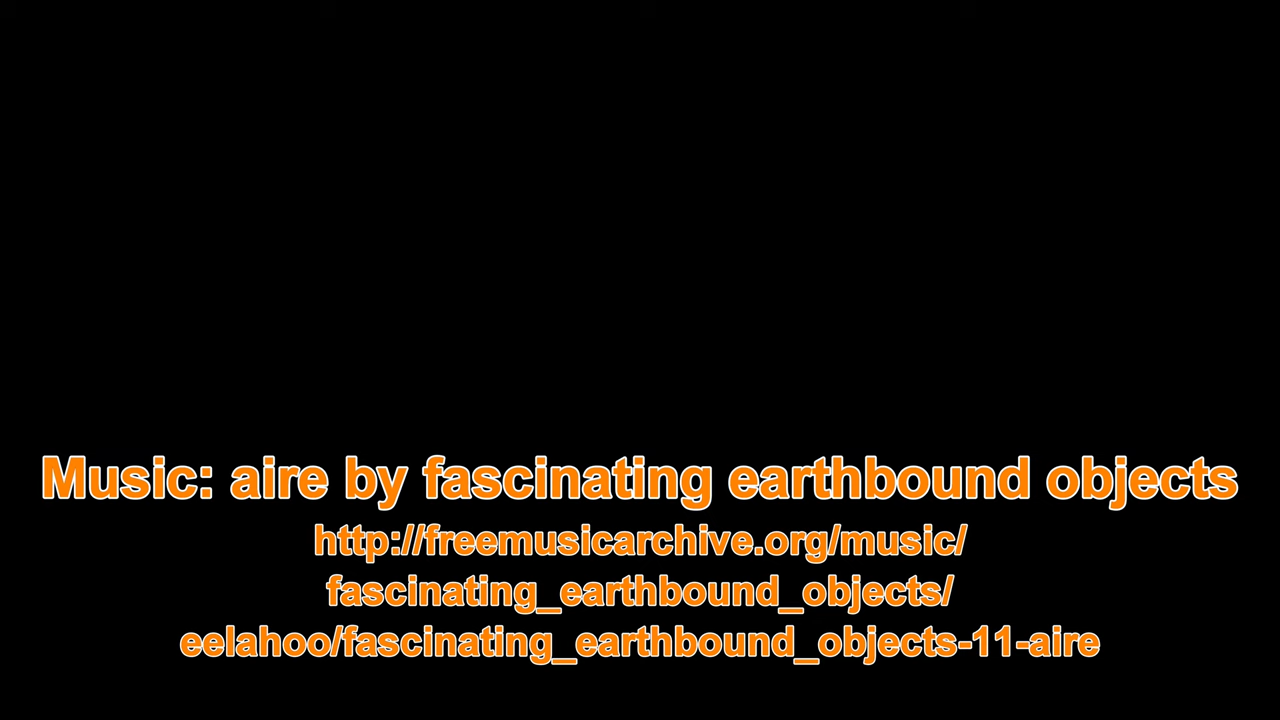 Music: aire by fascinating earthbound objects
http://freemusicarchive.org/music/
fascinating_earthbound_objects/
eelahoo/fascinating_earthbound_objects-11-aire